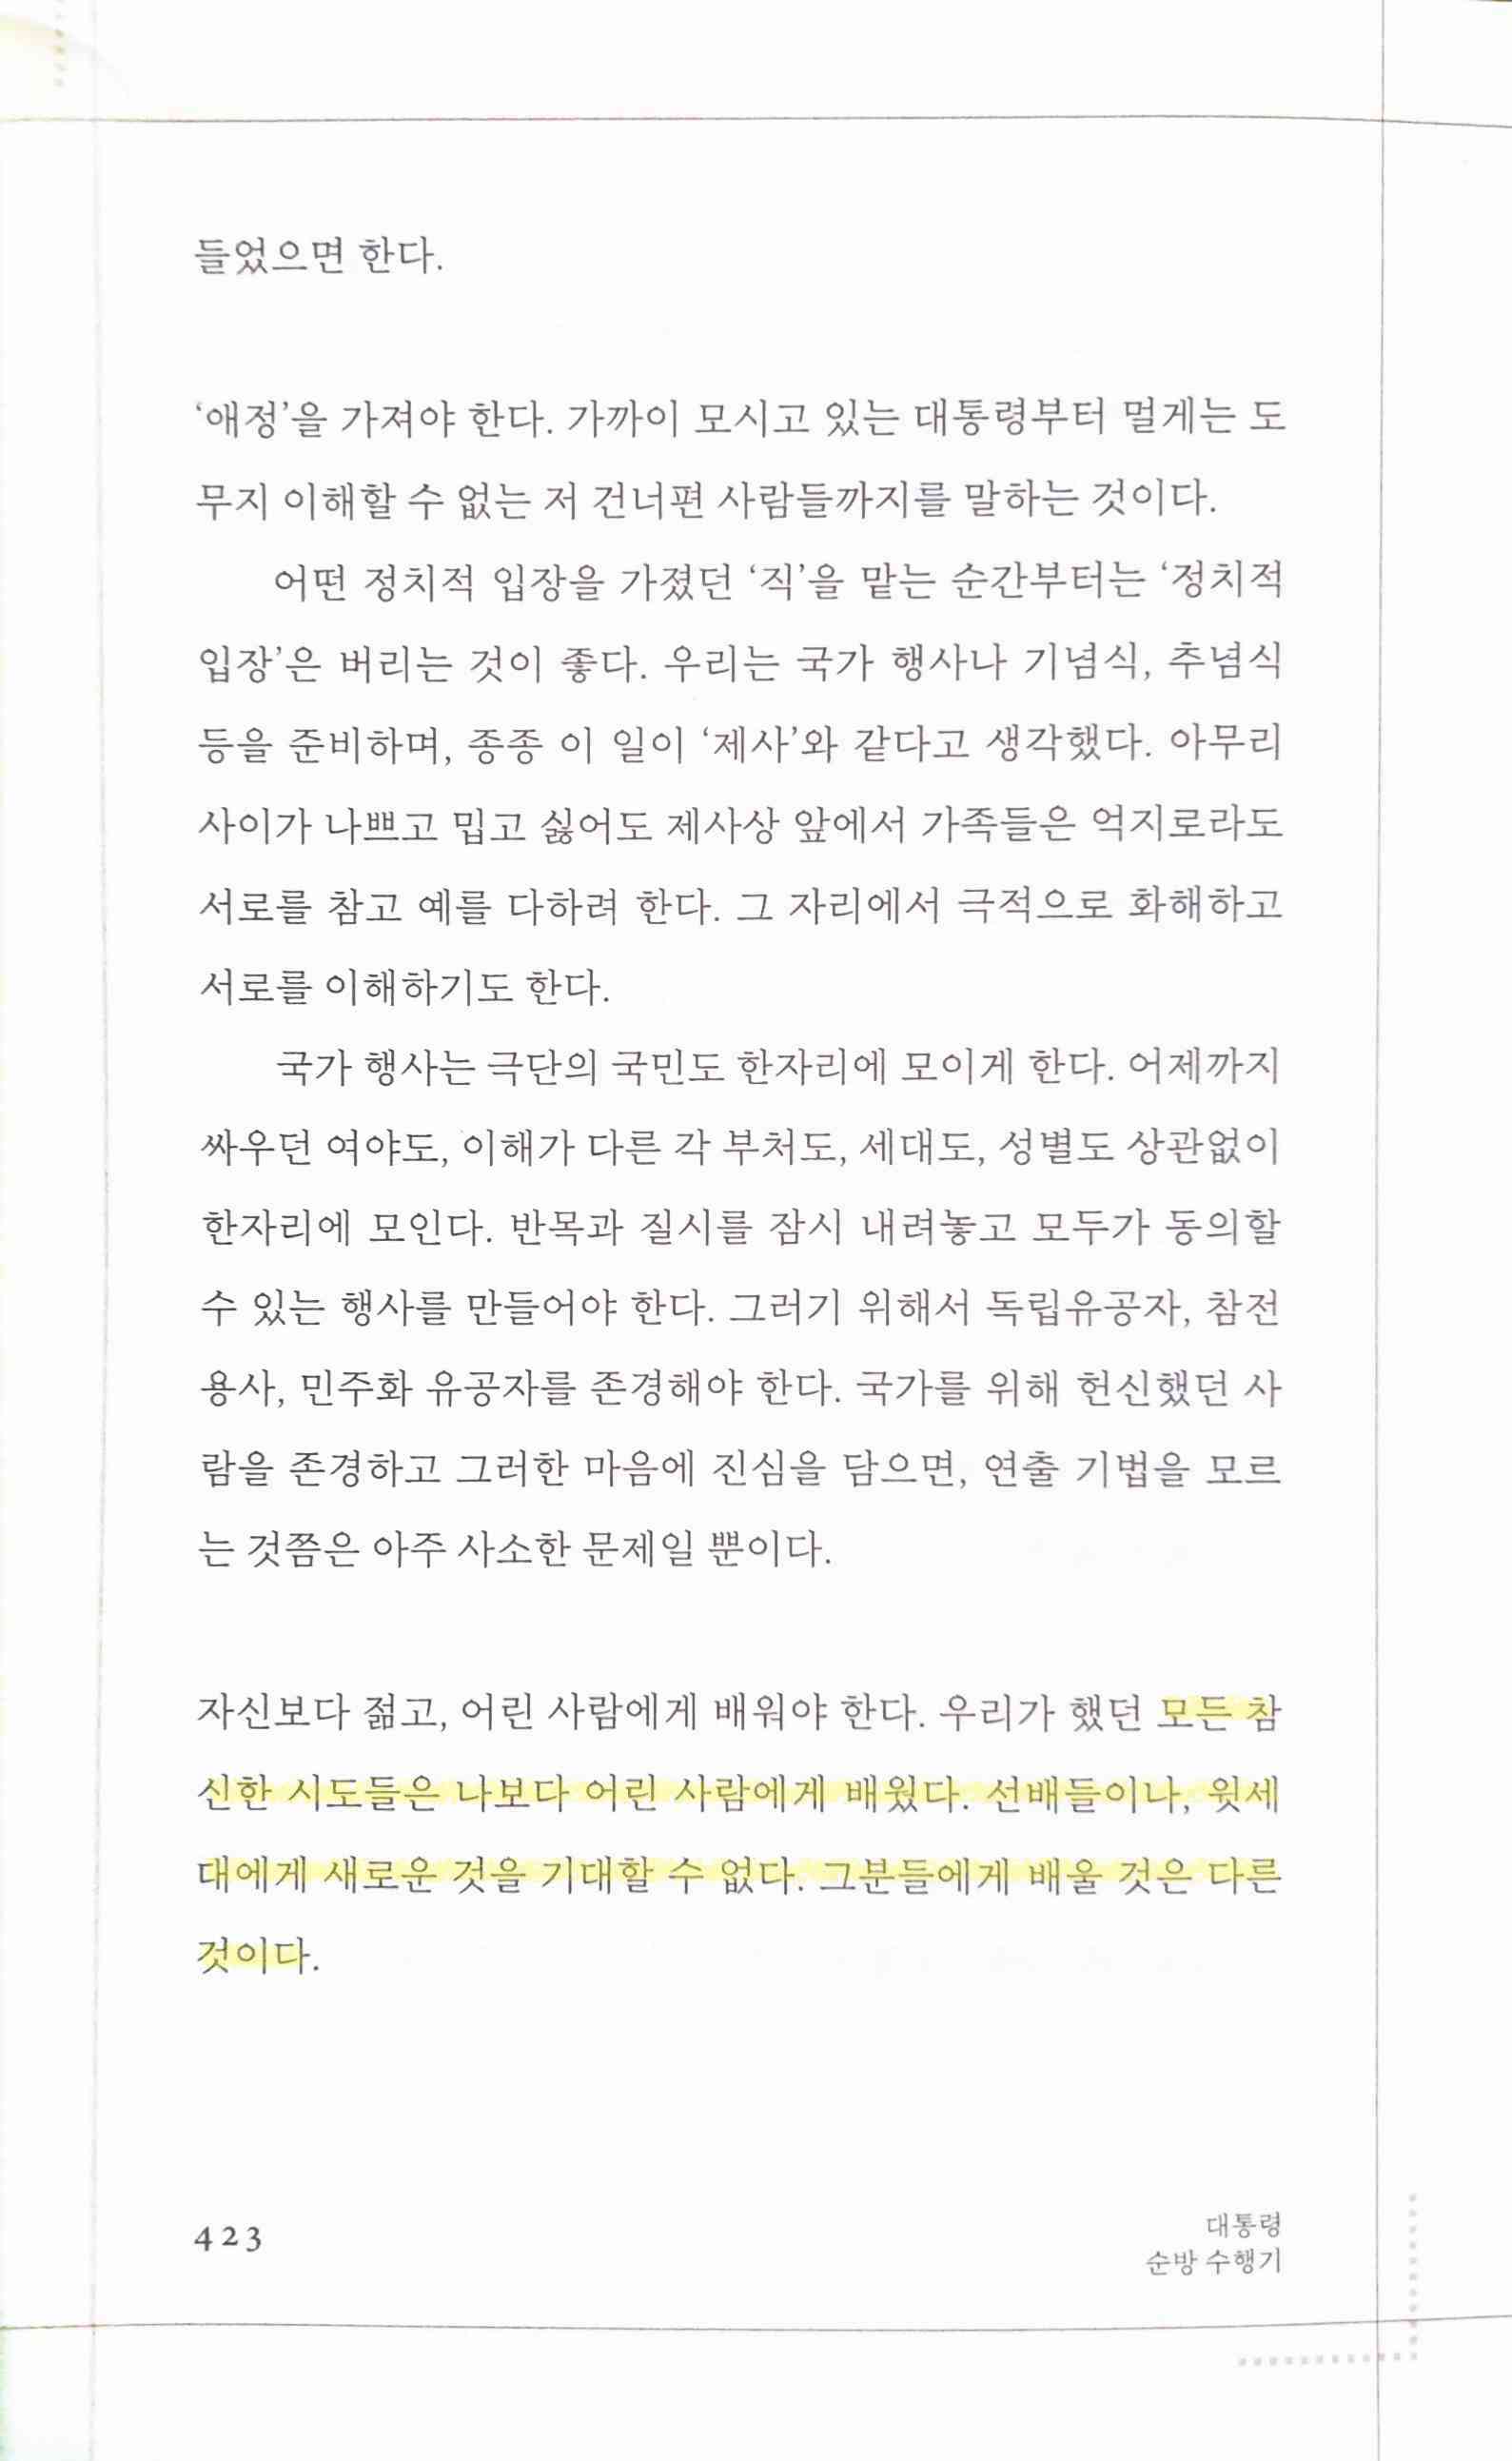 들었으면 한다.
‘애정’을 가져야 한다. 가까이 모시고 있는 대통령부터 멀게는 도
무지 이해할 수 없는 저 건너편 사람들까지를 말하는 것이다.
어떤 정치적 입장을 가졌던 ‘직’을 맡는 순간부터는 ‘정치적
입장’은 버리는 것이 좋다. 우리는 국가 행사나 기념식, 추념식
등을 준비하며, 종종 이 일이 ‘제사’와 같다고 생각했다. 아무리
사이가 나쁘고 밉고 싫어도 제사상 앞에서 가족들은 억지로라도
서로를 참고 예를 다하려 한다. 그 자리에서 극적으로 화해하고
서로를 이해하기도 한다.
국가 행사는 극단의 국민도 한자리에 모이게 한다. 어제까지
싸우던 여야도, 이해가 다른 각 부처도, 세대도, 성별도 상관없이
한자리에 모인다. 반목과 질시를 잠시 내려놓고 모두가 동의할
수 있는 행사를 만들어야 한다. 그러기 위해서 독립유공자, 참전
용사, 민주화 유공자를 존경해야 한다. 국가를 위해 헌신했던 사
람을 존경하고 그러한 마음에 진심을 담으면, 연출 기법을 모르
는 것쯤은 아주 사소한 문제일 뿐이다.
자신보다 젊고, 어린 사람에게 배워야 한다. 우리가 했던 모든 참
신한 시도들은 나보다 어린 사람에게 배웠다. 선배들이나, 윗세
대에게 새로운 것을 기대할 수 없다. 그분들에게 배울 것은 다른
것이다.
423
대통령
순방 수행기